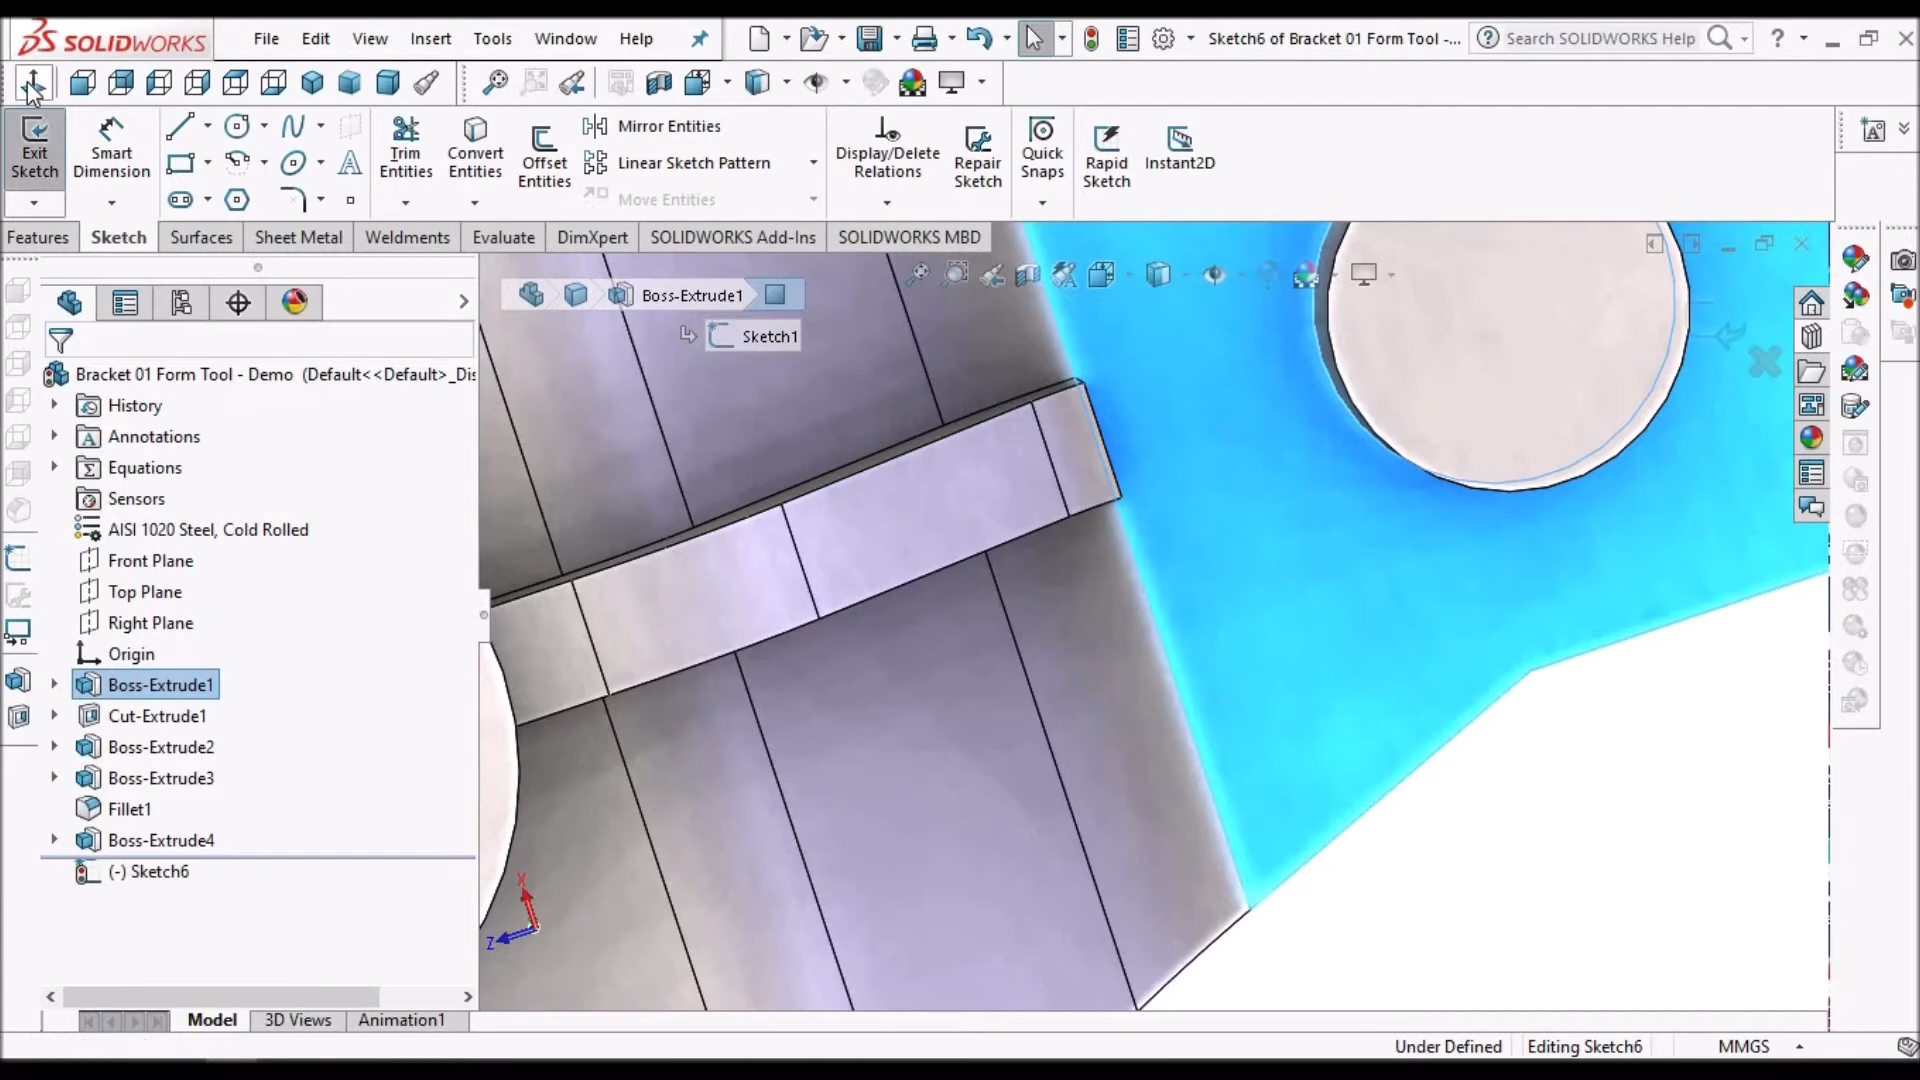 SOLIDWORKS File Edit View Insert Tools Window Help Sketch6 of Bracket 01 Form Tool -... Search SOLIDWORKS Help ?
Exit Sketch
Smart Dimension
Trim Entities
Convert Entities
Offset Entities
Mirror Entities
Linear Sketch Pattern
Move Entities
Display/Delete Relations
Repair Sketch
Quick Snaps
Rapid Sketch
Instant2D
Features Sketch Surfaces Sheet Metal Weldments Evaluate DimXpert SOLIDWORKS Add-Ins SOLIDWORKS MBD
Boss-Extrude1
Sketch1
Bracket 01 Form Tool - Demo (Default<<Default>_Dis
History
Annotations
Equations
Sensors
AISI 1020 Steel, Cold Rolled
Front Plane
Top Plane
Right Plane
Origin
Boss-Extrude1
Cut-Extrude1
Boss-Extrude2
Boss-Extrude3
Fillet1
Boss-Extrude4
(-) Sketch6
X
Z
Model 3D Views Animation1
Under Defined Editing Sketch6 MMGS